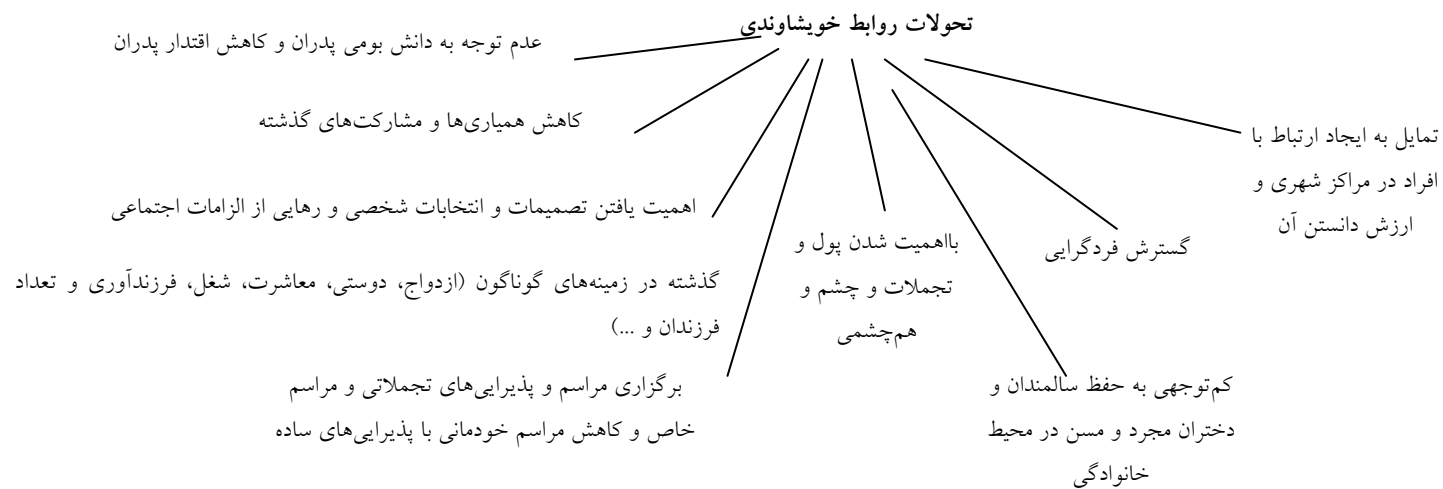 تحولات روابط خویشاوندی
عدم توجه به دانش بومی پدران و کاهش اقتدار پدران
کاهش همیاری‌ها و مشارکت‌های گذشته
تمایل به ایجاد ارتباط با
افراد در مراکز شهری و
ارزش دانستن آن
اهمیت یافتن تصمیمات و انتخابات شخصی و رهایی از الزامات اجتماعی
گذشته در زمینه‌های گوناگون (ازدواج، دوستی، معاشرت، شغل، فرزندآوری و تعداد
فرزندان و ...)
بااهمیت شدن پول و
تجملات و چشم و
هم‌چشمی
گسترش فردگرایی
برگزاری مراسم و پذیرایی‌های تجملاتی و مراسم
خاص و کاهش مراسم خودمانی با پذیرایی‌های ساده
کم‌توجهی به حفظ سالمندان و
دختران مجرد و مسن در محیط
خانوادگی